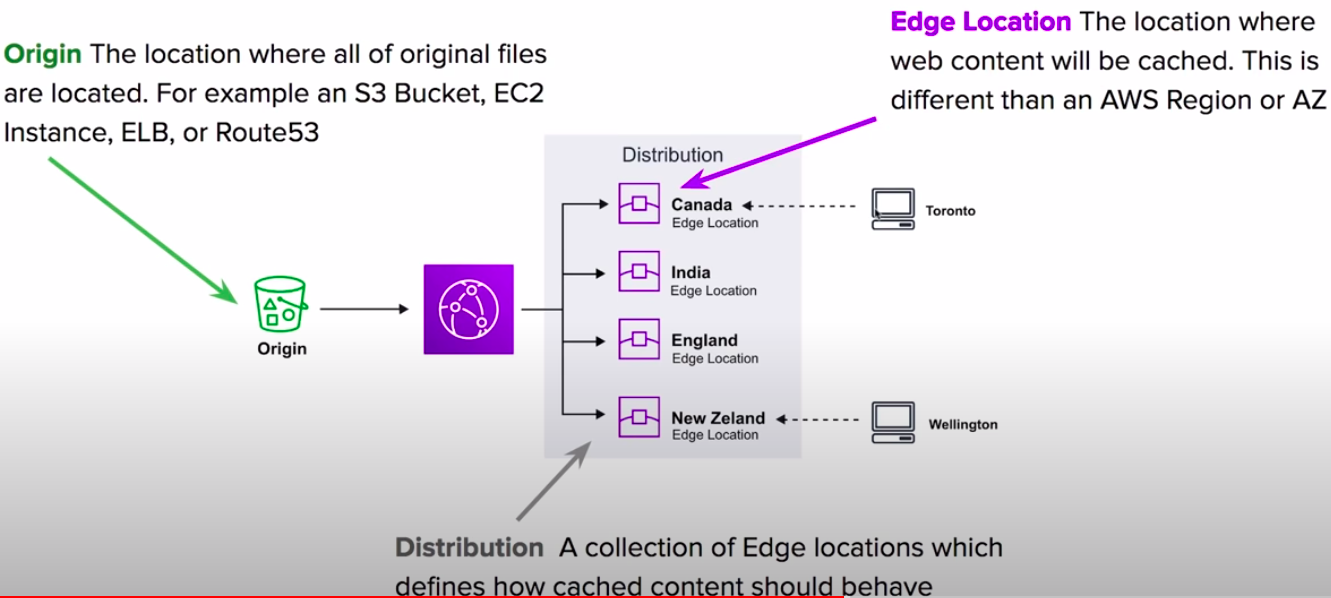 Origin The location where all of original files
are located. For example an S3 Bucket, EC2
Instance, ELB, or Route53
Edge Location The location where
web content will be cached. This is
different than an AWS Region or AZ
Distribution
Canada
Edge Location
Toronto
India
Edge Location
Origin
England
Edge Location
New Zeland
Edge Location
Wellington
Distribution A collection of Edge locations which
defines how cached content should behave